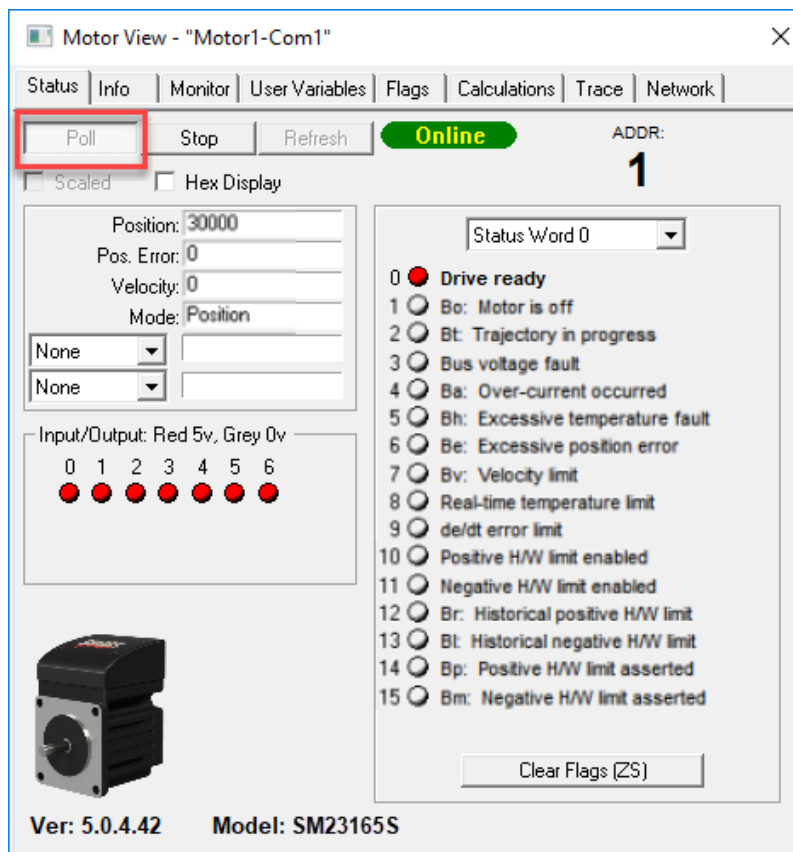 Motor View - "Motor1-Com1"
Status Info Monitor User Variables Flags Calculations Trace Network
Poll Stop Refresh Online ADDR:
1
Scaled Hex Display
Position: 30000
Pos. Error: 0
Velocity: 0
Mode: Position
None
None
Input/Output: Red 5v, Grey 0v
0 1 2 3 4 5 6
Status Word 0
0 Drive ready
1 Bo: Motor is off
2 Bt: Trajectory in progress
3 Bus voltage fault
4 Ba: Over-current occurred
5 Bh: Excessive temperature fault
6 Be: Excessive position error
7 Bv: Velocity limit
8 Real-time temperature limit
9 de/dt error limit
10 Positive H/W limit enabled
11 Negative H/W limit enabled
12 Br: Historical positive H/W limit
13 Bl: Historical negative H/W limit
14 Bp: Positive H/W limit asserted
15 Bm: Negative H/W limit asserted
Clear Flags (ZS)
Ver: 5.0.4.42 Model: SM23165S